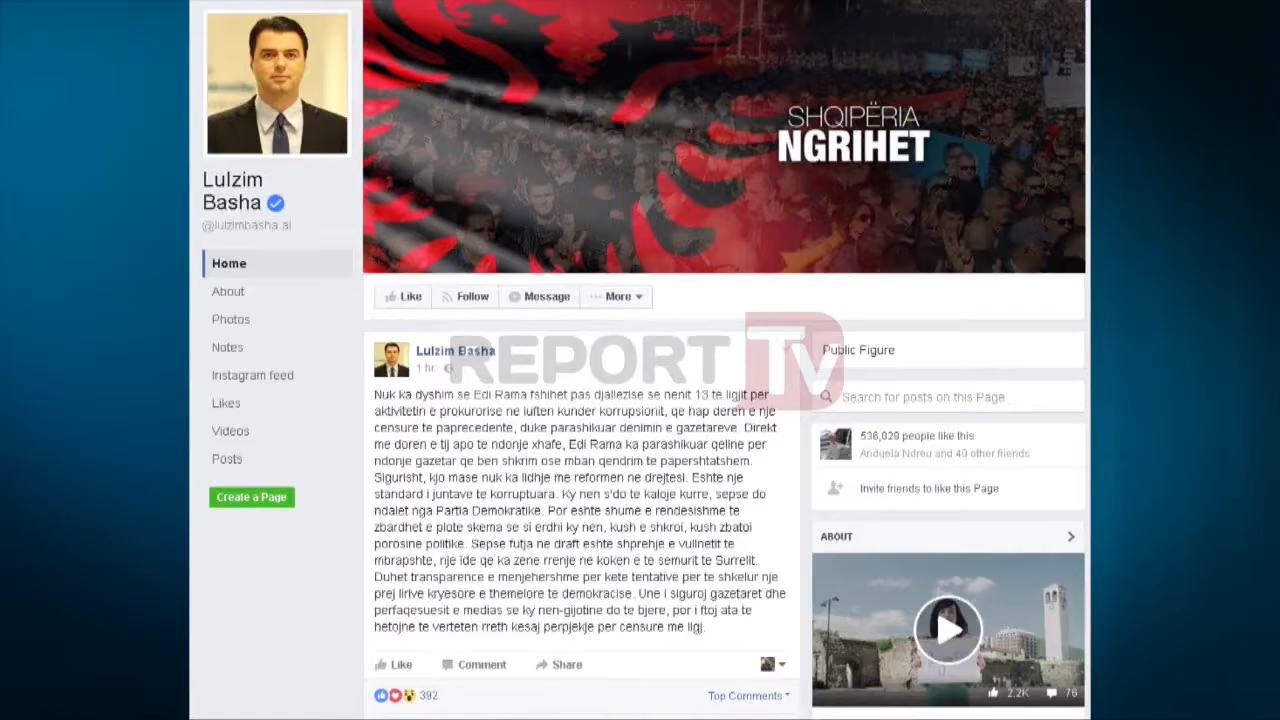 SHQIPËRIA
NGRIHET
Lulzim
Basha
@lulzimbasha.al
Home
About
Photos
Notes
Instagram feed
Likes
Videos
Posts
Create a Page
Like
Follow
Message
More
REPORT TV
Lulzim Basha
1 hr
Nuk ka dyshim se Edi Rama fshihet pas djallezise se nenit 13 te ligjit per
aktivitetin e prokurorise ne luften kunder korrupsionit, qe hap deren e nje
censure te paprecedente, duke parashikuar denimin e gazetareve. Direkt
me doren e tij apo te ndonje xhafe, Edi Rama ka parashikuar qeline per
ndonje gazetar qe ben shkrim ose mban qendrim te papershtatshem.
Sigurisht, kjo mase nuk ka lidhje me reformen ne drejtesi. Eshte nje
standard i juntave te korruptuara. Ky nen s'do te kaloje kurre, sepse do
ndalet nga Partia Demokratike. Por eshte shume e rendesishme te
zbardhet e plote skema se si erdhi ky nen, kush e shkroi, kush zbatoi
porosine politike. Sepse futja ne draft eshte shprehje e vullnetit te
mbrapshte, nje ide qe ka zene rrenje ne koken e te semurit te Surrelit.
Duhet transparence e menjehershme per kete tentative per te shkelur nje
prej lirive kryesore e themelore te demokracise. Une i siguroj gazetaret dhe
perfaqesuesit e medias se ky nen-gijotine do te bjere, por i ftoj ata te
hetojne te verteten rreth kesaj perpjekje per censure me ligj.
Like
Comment
Share
392
Top Comments
Public Figure
Search for posts on this Page
536,029 people like this
Anduela Ndreu and 40 other friends
Invite friends to like this Page
ABOUT
2.2K
76